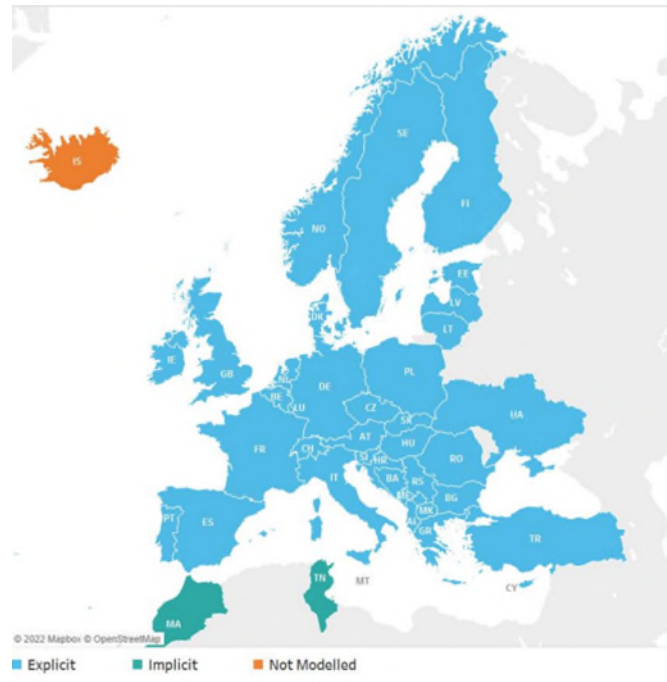 IS
SE
FI
NO
EE
LV
DK
LT
IE
GB
NL
DE
PL
BE
LU
CZ
UA
SK
FR
AT
CH
HU
RO
SI
HR
IT
BA
RS
ME
BG
PT
ES
MK
AL
GR
TR
TN
MT
CY
MA
© 2022 Mapbox © OpenStreetMap
Explicit
Implicit
Not Modelled